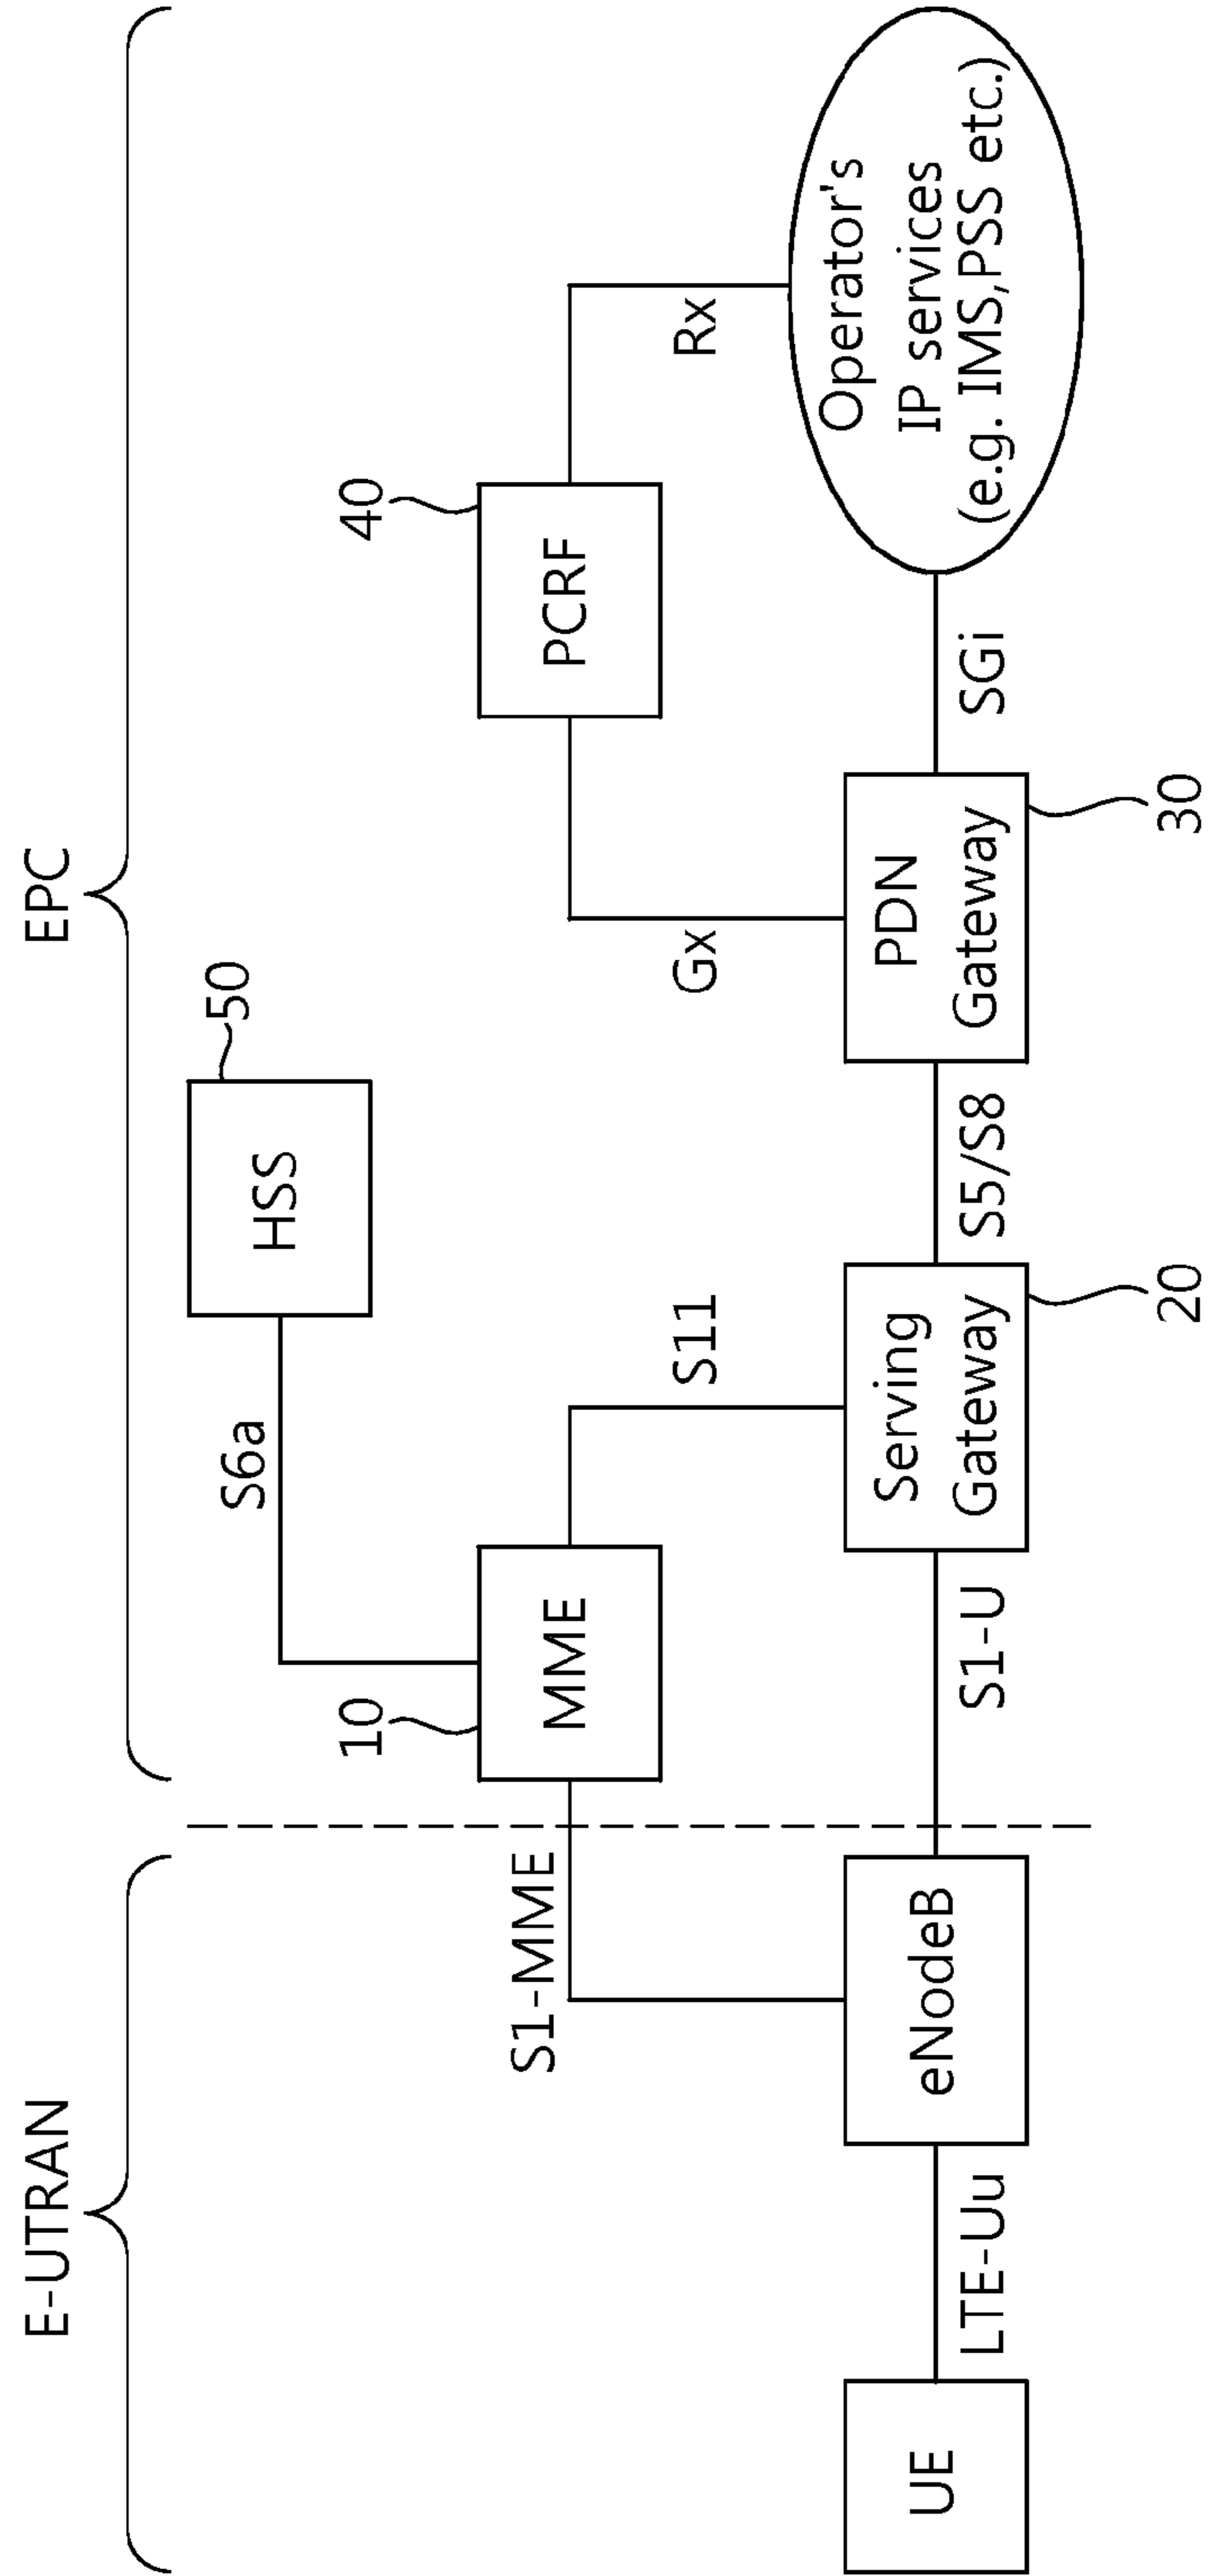 E-UTRAN
EPC
50
HSS
S6a
10
40
MME
PCRF
S1-MME
S11
Gx
Rx
UE
eNodeB
Serving
Gateway
PDN
Gateway
Operator's
IP services
(e.g. IMS,PSS etc.)
LTE-Uu
S1-U
S5/S8
SGi
20
30